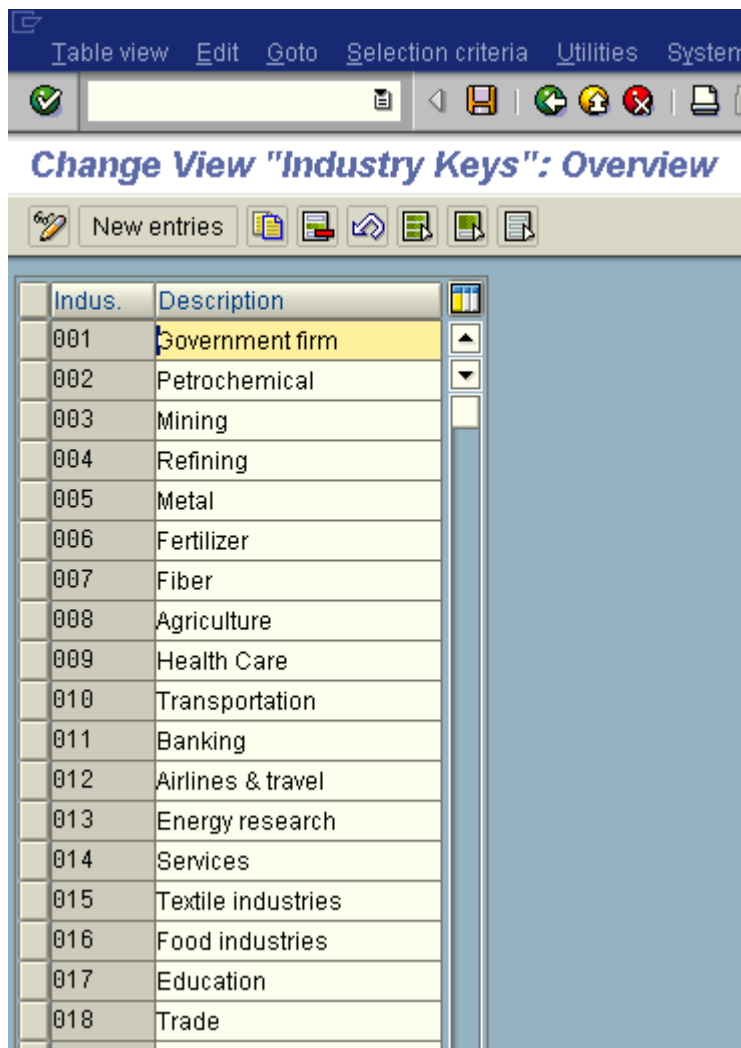 Table view Edit Goto Selection criteria Utilities System
Change View "Industry Keys": Overview
New entries
Indus. Description
001 Government firm
002 Petrochemical
003 Mining
004 Refining
005 Metal
006 Fertilizer
007 Fiber
008 Agriculture
009 Health Care
010 Transportation
011 Banking
012 Airlines & travel
013 Energy research
014 Services
015 Textile industries
016 Food industries
017 Education
018 Trade